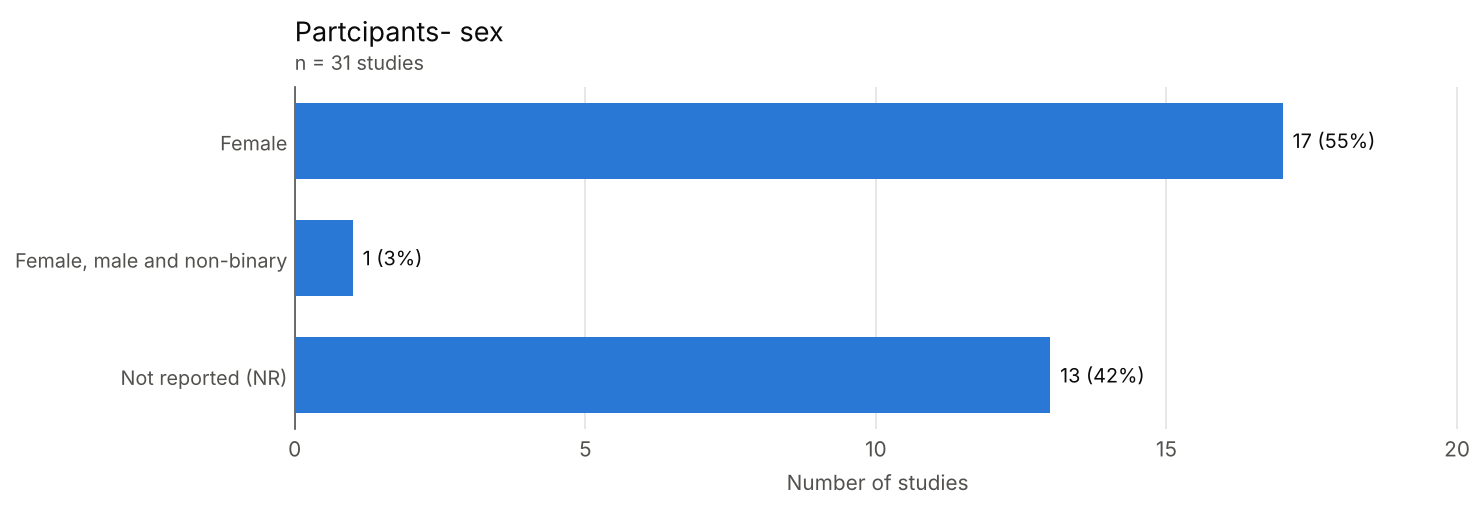 Partcipants- sex
n = 31 studies
Female
17 (55%)
Female, male and non-binary
1 (3%)
Not reported (NR)
13 (42%)
0 5 10 15 20
Number of studies